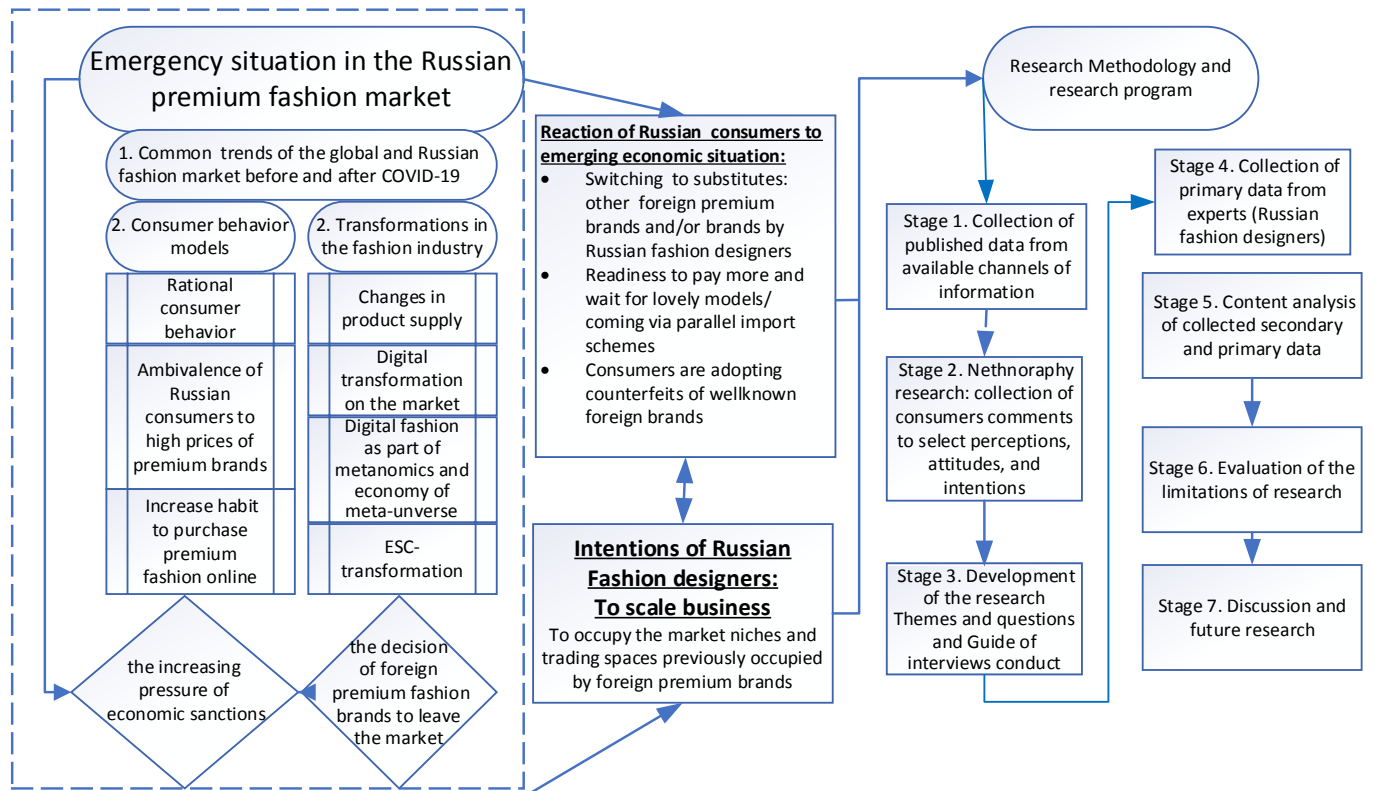 Emergency situation in the Russian
premium fashion market
1. Common trends of the global and Russian
fashion market before and after COVID-19
2. Consumer behavior
models
Rational
consumer
behavior
Ambivalence of
Russian
consumers to
high prices of
premium brands
Increase habit
to purchase
premium
fashion online
2. Transformations in
the fashion industry
Changes in
product supply
Digital
transformation
on the market
Digital fashion
as part of
metanomics and
economy of
meta-unverse
ESC-
transformation
the increasing
pressure of
economic sanctions
the decision
of foreign
premium fashion
brands to leave
the market
Reaction of Russian consumers to
emerging economic situation:
• Switching to substitutes:
other foreign premium
brands and/or brands by
Russian fashion designers
• Readiness to pay more and
wait for lovely models/
coming via parallel import
schemes
• Consumers are adopting
counterfeits of wellknown
foreign brands
Intentions of Russian
Fashion designers:
To scale business
To occupy the market niches and
trading spaces previously occupied
by foreign premium brands
Research Methodology and
research program
Stage 1. Collection of
published data from
available channels of
information
Stage 2. Nethnoraphy
research: collection of
consumers comments
to select perceptions,
attitudes, and
intentions
Stage 3. Development
of the research
Themes and questions
and Guide of
interviews conduct
Stage 4. Collection of
primary data from
experts (Russian
fashion designers)
Stage 5. Content analysis
of collected secondary
and primary data
Stage 6. Evaluation of the
limitations of research
Stage 7. Discussion and
future research